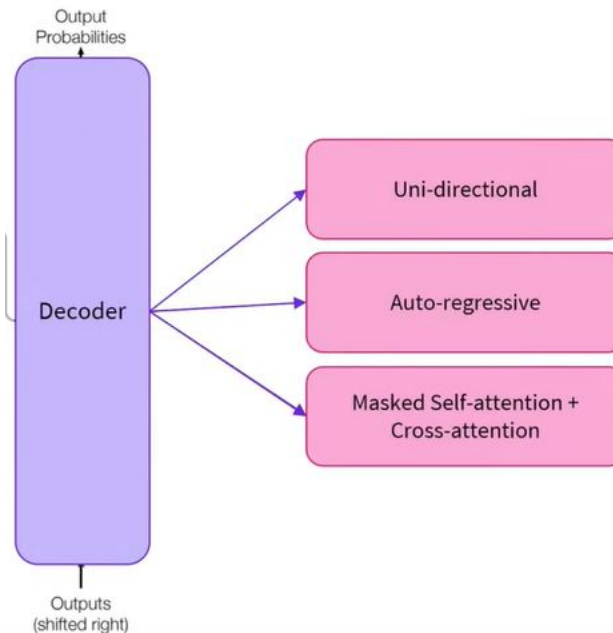 Output
Probabilities
Decoder
Uni-directional
Auto-regressive
Masked Self-attention +
Cross-attention
Outputs
(shifted right)